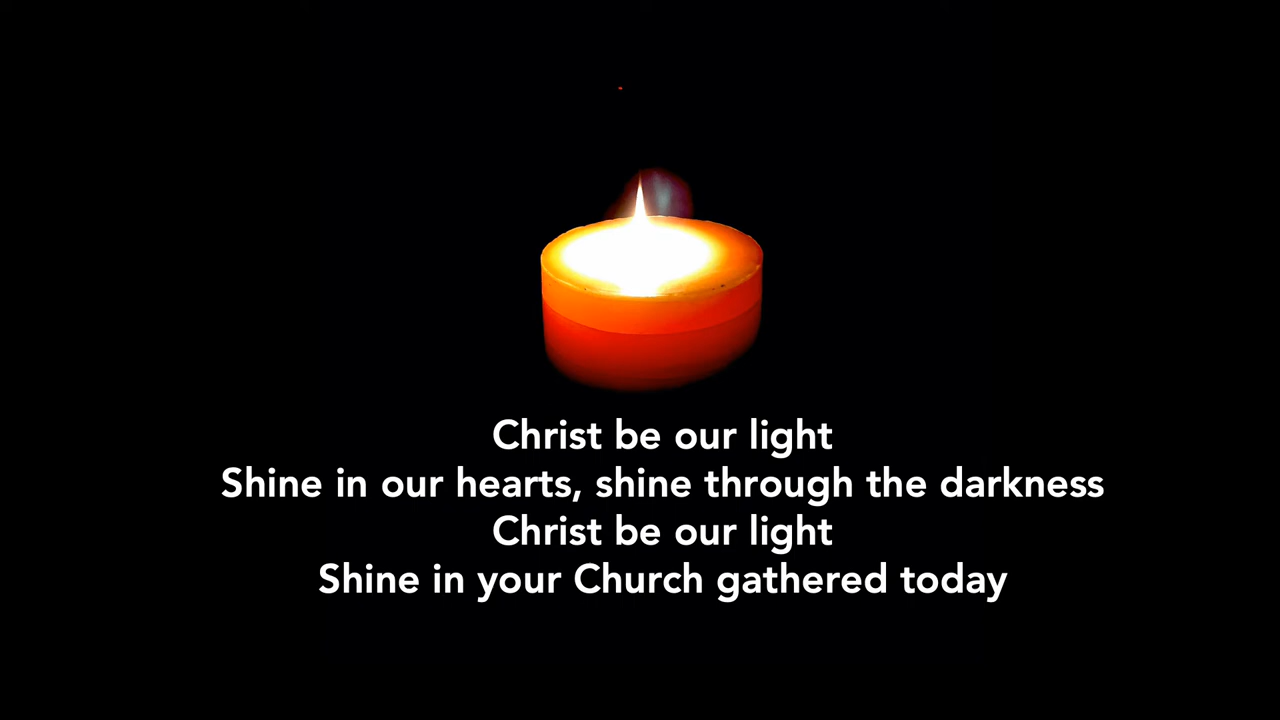 Christ be our light
Shine in our hearts, shine through the darkness
Christ be our light
Shine in your Church gathered today